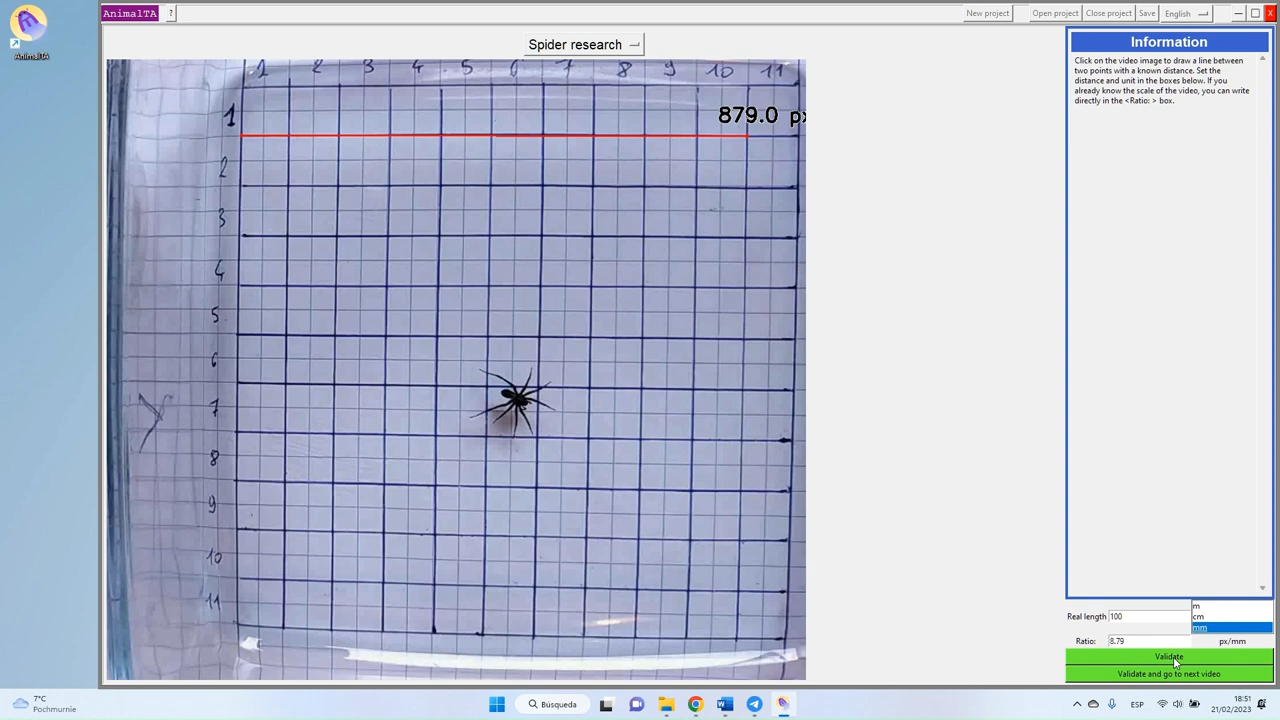 AnimalTA
?
New project
Open project
Close project
Save
English
X
AnimalTA
Spider research
Information
Click on the video image to draw a line between
two points with a known distance. Set the
distance and unit in the boxes below. If you
already know the scale of the video, you can write
directly in the <Ratio: > box.
1 2 3 4 5 6 7 8 9 10 11
879.0 px
1
2
3
4
5
6
7
8
9
10
11
Y
Real length 100
m
cm
mm
Ratio: 8.79 px/mm
Validate
Validate and go to next video
7°C
Pochmurnie
Búsqueda
ESP
18:51
21/02/2023